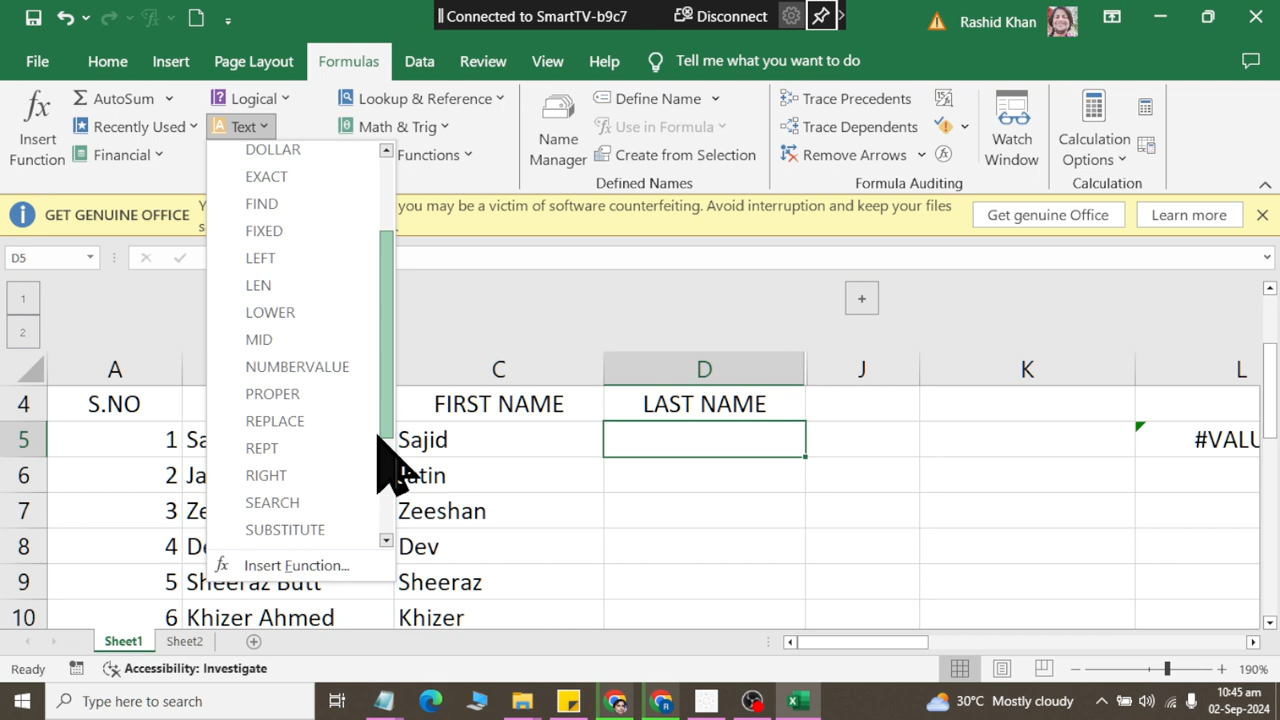 Connected to SmartTV-b9c7 Disconnect
Rashid Khan
File Home Insert Page Layout Formulas Data Review View Help Tell me what you want to do
AutoSum Logical Lookup & Reference Define Name Trace Precedents
Recently Used Text Math & Trig Use in Formula Trace Dependents
Financial Functions Create from Selection Remove Arrows
Insert Function
Name Manager
Watch Window
Calculation Options
Defined Names Formula Auditing Calculation
GET GENUINE OFFICE you may be a victim of software counterfeiting. Avoid interruption and keep your files Get genuine Office Learn more
D5
DOLLAR
EXACT
FIND
FIXED
LEFT
LEN
LOWER
MID
NUMBERVALUE
PROPER
REPLACE
REPT
RIGHT
SEARCH
SUBSTITUTE
fx Insert Function...
1
2
+
A C D J K L
4 S.NO FIRST NAME LAST NAME
5 1 Sajid #VALU
6 2
7 3 Zeeshan
8 4 Dev
9 5 Sheeraz Butt Sheeraz
10 6 Khizer Ahmed Khizer
Sheet1 Sheet2
Ready Accessibility: Investigate 190%
Type here to search 30°C Mostly cloudy 10:45 am
02-Sep-2024